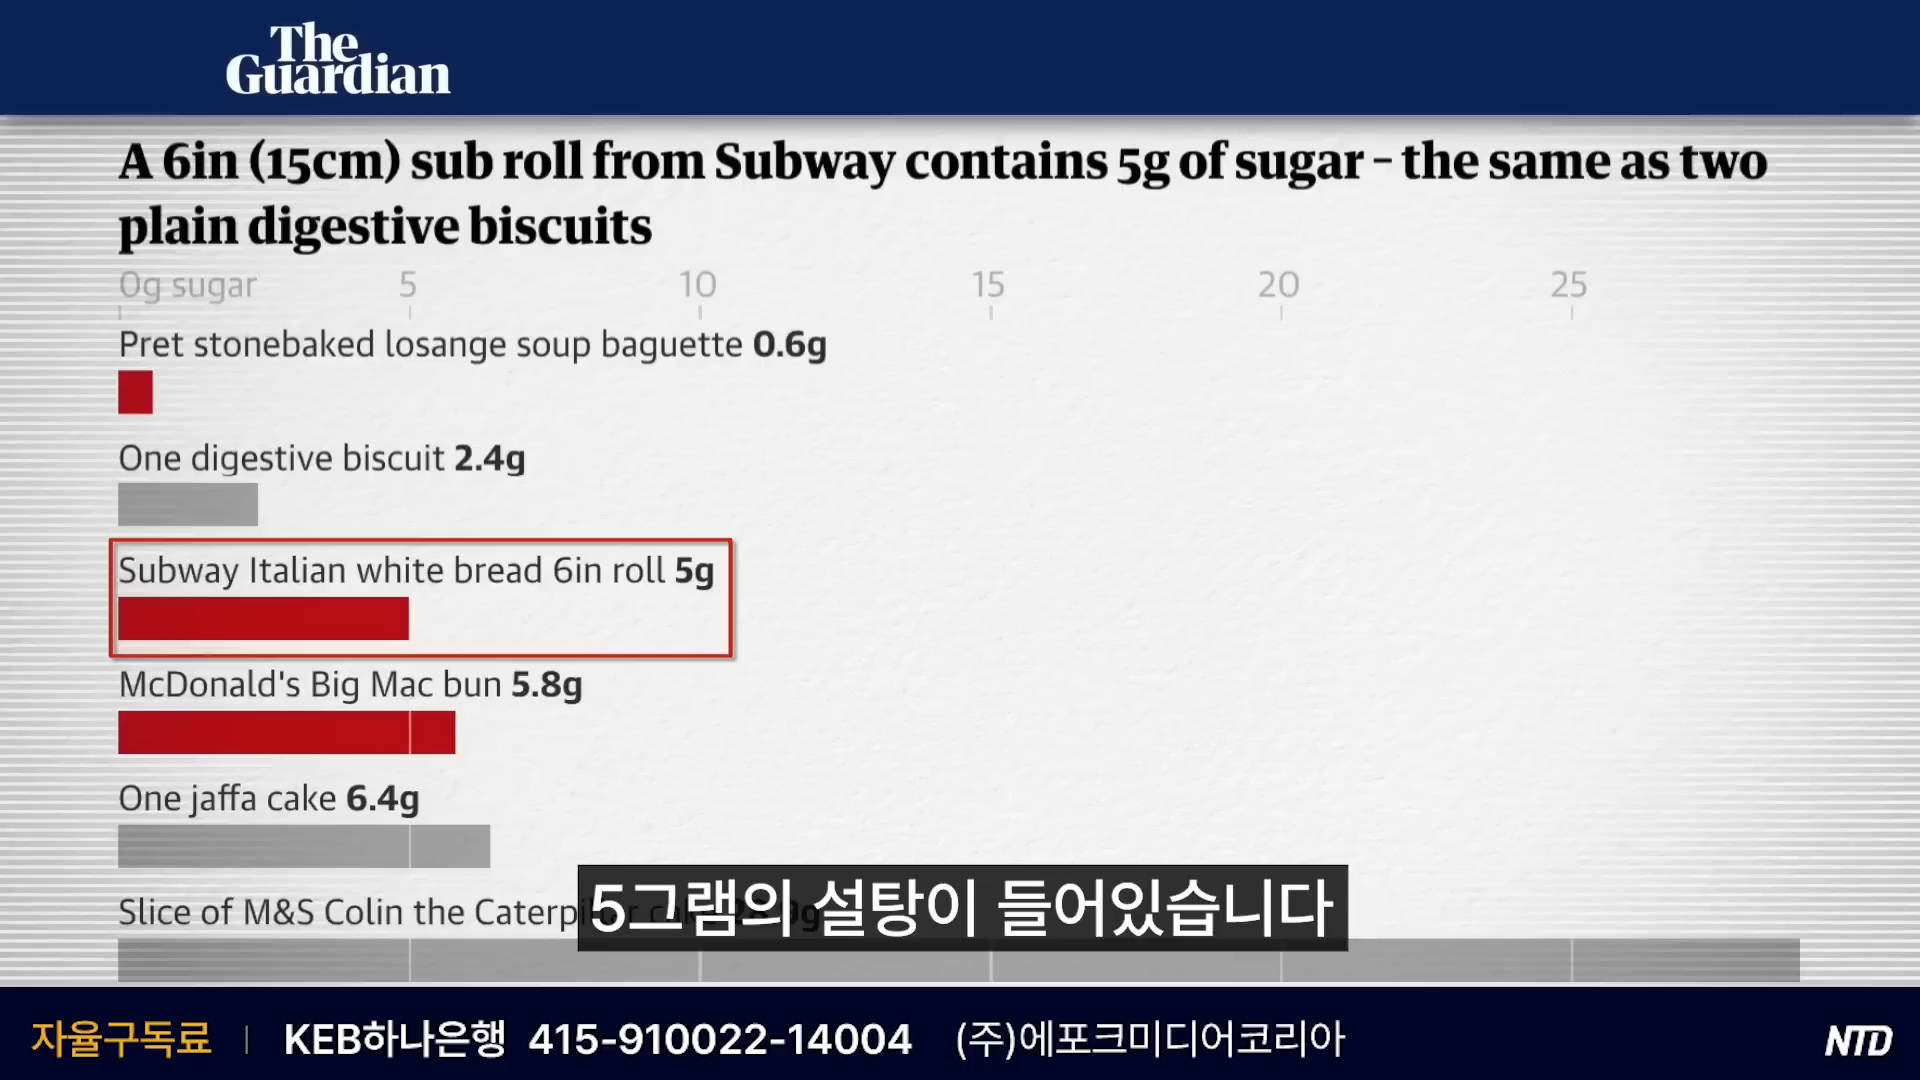 The
Guardian
A 6in (15cm) sub roll from Subway contains 5g of sugar – the same as two
plain digestive biscuits
0g sugar 5 10 15 20 25
Pret stonebaked losange soup baguette 0.6g
One digestive biscuit 2.4g
Subway Italian white bread 6in roll 5g
McDonald's Big Mac bun 5.8g
One jaffa cake 6.4g
Slice of M&S Colin the
5그램의 설탕이 들어있습니다
자율구독료 | KEB하나은행 415-910022-14004 (주)에포크미디어코리아
NTD